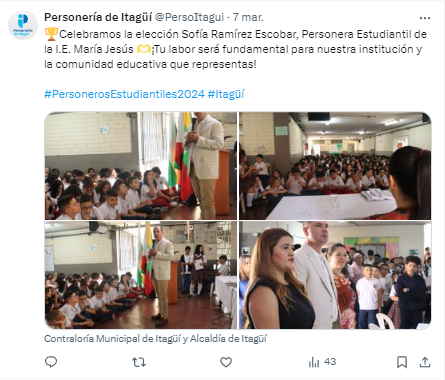 Personería de Itagüí @PersoItagui · 7 mar.
🏆Celebramos la elección Sofía Ramírez Escobar, Personera Estudiantil de
la I.E. María Jesús 🫶¡Tu labor será fundamental para nuestra institución y
la comunidad educativa que representas!
#PersonerosEstudiantiles2024 #Itagüí
Contraloría Municipal de Itagüí y Alcaldía de Itagüí
43